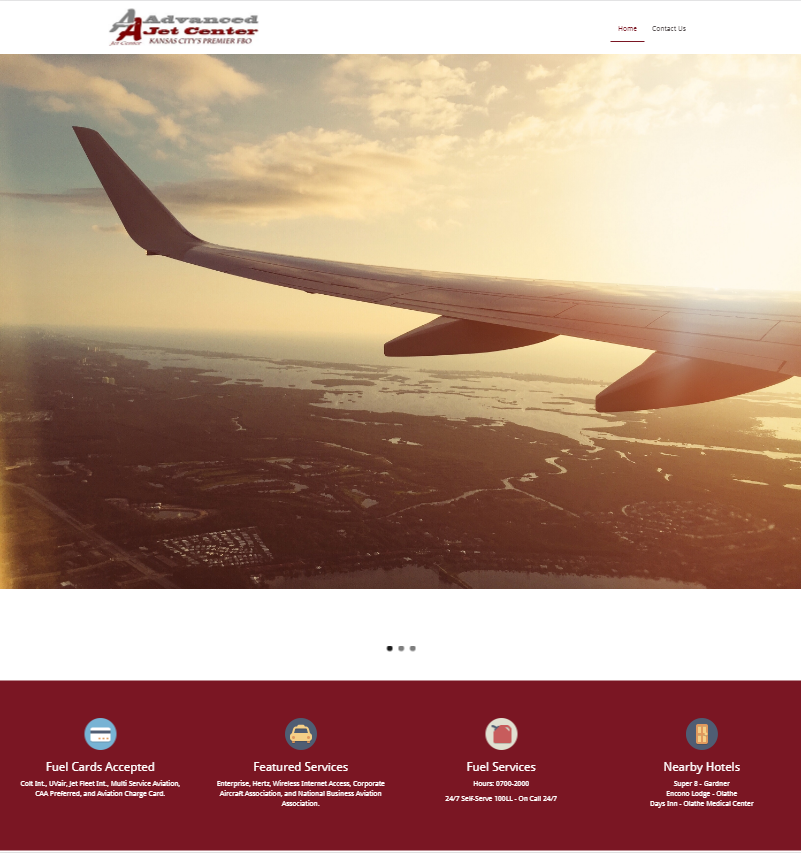 Advanced
Jet Center
Jet Center
KANSAS CITY'S PREMIER FBO
Home
Contact Us
Fuel Cards Accepted
Colt Int., UVair, Jet Fleet Int., Multi Service Aviation,
CAA Preferred, and Aviation Charge Card.
Featured Services
Enterprise, Hertz, Wireless Internet Access, Corporate
Aircraft Association, and National Business Aviation
Association.
Fuel Services
Hours: 0700-2000
24/7 Self-Serve 100LL - On Call 24/7
Nearby Hotels
Super 8 - Gardner
Encono Lodge - Olathe
Days Inn - Olathe Medical Center